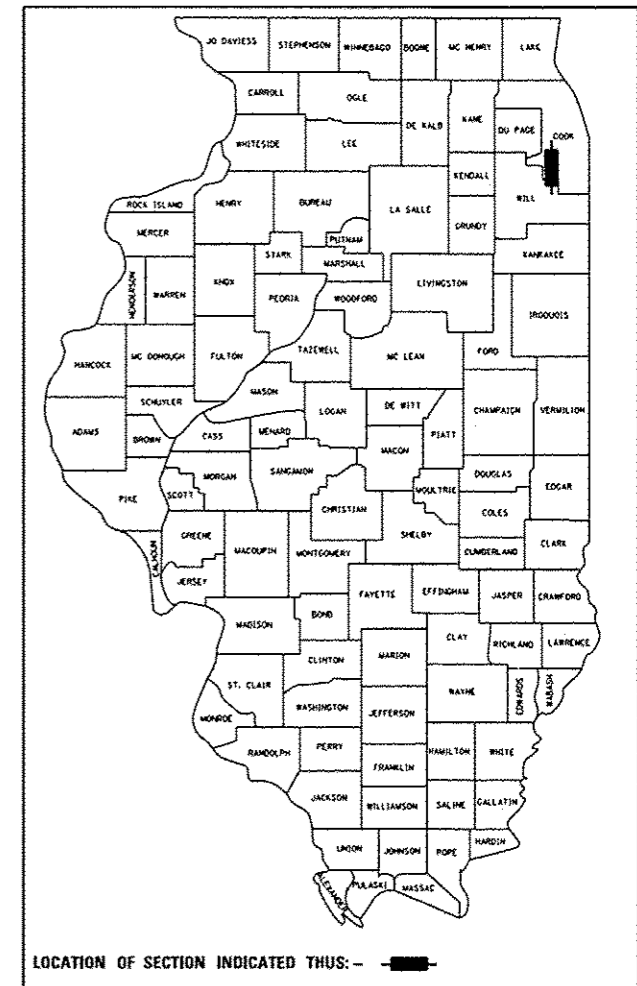 JO DAVIESS STEPHENSON WINNEBAGO BOONE MC HENRY LAKE
CARROLL OGLE DE KALB KANE DU PAGE COOK
WHITESIDE LEE KENDALL WILL
ROCK ISLAND HENRY BUREAU LA SALLE GRUNDY
MERCER PUTNAM KANKAKEE
STARK MARSHALL LIVINGSTON
HENDERSON WARREN KNOX PEORIA WOODFORD IROQUOIS
HANCOCK MC DONOUGH FULTON TAZEWELL MC LEAN FORD
SCHUYLER MASON LOGAN DE WITT CHAMPAIGN VERMILION
ADAMS BROWN CASS MENARD MACON PIATT
PIKE SCOTT MORGAN SANGAMON MOULTRIE DOUGLAS EDGAR
CHRISTIAN COLES
CALHOUN GREENE MACOUPIN MONTGOMERY SHELBY CUMBERLAND CLARK
JERSEY FAYETTE EFFINGHAM JASPER CRAWFORD
MADISON BOND CLAY RICHLAND LAWRENCE
CLINTON MARION
ST. CLAIR WAYNE EDWARDS WABASH
MONROE WASHINGTON JEFFERSON
RANDOLPH PERRY HAMILTON WHITE
FRANKLIN
JACKSON WILLIAMSON SALINE GALLATIN
UNION JOHNSON POPE HARDIN
ALEXANDER PULASKI MASSAC
LOCATION OF SECTION INDICATED THUS: -